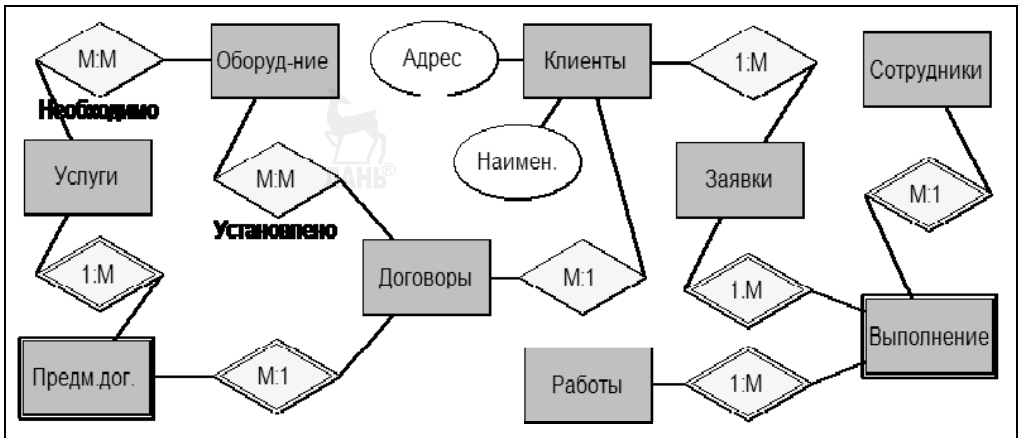 М:М
Оборуд-ние
Адрес
Клиенты
1:М
Сотрудники
Необходимо
Услуги
М:М
ЛАНЬ®
Наимен.
Заявки
М:1
Установлено
1:М
Договоры
М:1
1.М
Предм.дог.
М:1
Работы
1:М
Выполнение